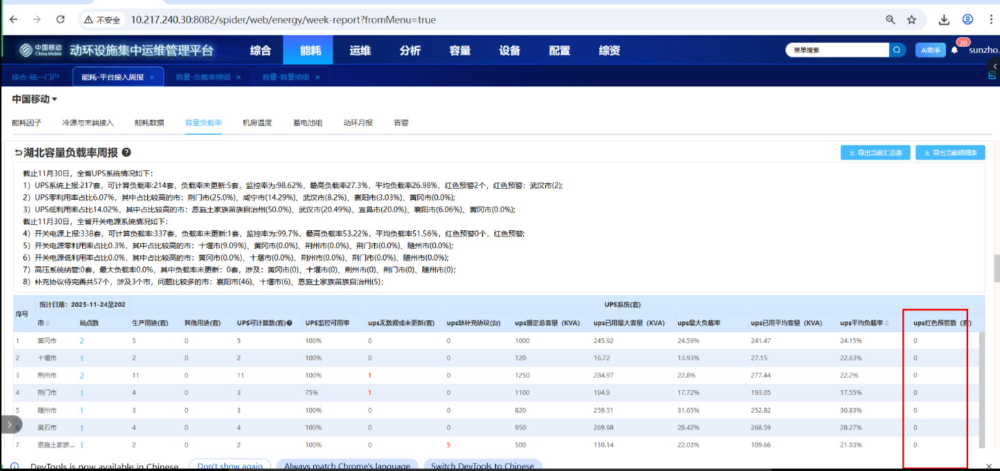 不安全 10.217.240.30:8082/spider/web/energy/week-report?fromMenu=true
中国移动 China Mobile 动环设施集中运维管理平台 综合 能耗 运维 分析 容量 设备 配置 综资 菜单搜索 AI助手 20 sunzho.
综合-统一门户 能耗-平台接入周报 × 容量-负载率明细 × 容量-容量明细 ×
中国移动
能耗因子 冷源与末端接入 能耗数据 容量负载率 机房温度 蓄电池组 动环月报 告警
湖北容量负载率周报 导出当前汇总表 导出当前明细表
截止11月30日，全省UPS系统情况如下：
1）UPS系统上报:217套，可计算负载率:214套，负载率未更新:5套，监控率为:98.62%，最高负载率27.3%，平均负载率26.98%，红色预警2个，红色预警：武汉市(2);
2）UPS零利用率占比6.07%，其中占比较高的市：荆门市(25.0%)、咸宁市(14.29%)、武汉市(8.2%)、襄阳市(3.03%)、黄冈市(0.0%);
3）UPS低利用率占比14.02%，其中占比较高的市：恩施土家族苗族自治州(50.0%)、武汉市(20.49%)、宜昌市(20.0%)、襄阳市(6.06%)、黄冈市(0.0%);
截止11月30日，全省开关电源系统情况如下：
4）开关电源上报:338套，可计算负载率:337套，负载率未更新:1套，监控率为:99.7%，最高负载率53.22%，平均负载率51.56%，红色预警0个，红色预警;
5）开关电源零利用率占比0.3%，其中占比较高的市：十堰市(9.09%)、黄冈市(0.0%)、荆州市(0.0%)、荆门市(0.0%)、随州市(0.0%);
6）开关电源低利用率占比0.0%，其中占比较高的市：黄冈市(0.0%)、十堰市(0.0%)、荆州市(0.0%)、荆门市(0.0%)、随州市(0.0%);
7）高压系统纳管:0套，最大负载率0.0%，其中负载率未更新：0套，涉及：黄冈市(0)、十堰市(0)、荆州市(0)、荆门市(0)、随州市(0);
8）补充协议待完善共57个，涉及3个市，问题比较多的市：襄阳市(46)、十堰市(6)、恩施土家族苗族自治州(5);
序号 统计日期：2025-11-24至202 UPS系统(套)
市 站点数 生产用途(套) 其他用途(套) UPS可计算数(套) UPS监控可用率 ups无数据或未更新(套) ups缺补充协议(台) ups额定总容量（KVA） ups已用最大容量（KVA） ups最大负载率 ups已用平均容量（KVA） ups平均负载率 ups红色预警数（套）
1 黄冈市 2 5 0 5 100% 0 0 1000 245.92 24.59% 241.47 24.15% 0
2 十堰市 1 2 0 2 100% 0 0 120 16.72 13.93% 27.15 22.63% 0
3 荆州市 2 11 0 11 100% 1 0 1250 284.97 22.8% 277.44 22.2% 0
4 荆门市 1 4 0 3 75% 1 0 1100 194.9 17.72% 193.05 17.55% 0
5 随州市 1 3 0 3 100% 0 0 820 259.51 31.65% 252.82 30.83% 0
6 黄石市 1 4 0 4 100% 0 0 950 269.98 28.42% 268.59 28.27% 0
7 恩施土家族... 1 2 0 2 100% 0 5 500 110.14 22.03% 109.66 21.93% 0
DevTools is now available in Chinese Don't show again Always match Chrome's language Switch DevTools to Chinese